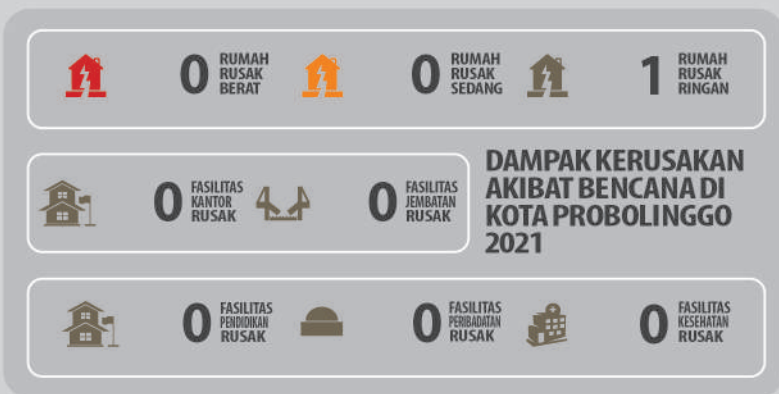 0 RUMAH
RUSAK
BERAT
0 RUMAH
RUSAK
SEDANG
1 RUMAH
RUSAK
RINGAN
0 FASILITAS
KANTOR
RUSAK
0 FASILITAS
JEMBATAN
RUSAK
DAMPAK KERUSAKAN
AKIBAT BENCANA DI
KOTA PROBOLINGGO
2021
0 FASILITAS
PENDIDIKAN
RUSAK
0 FASILITAS
PERIBADATAN
RUSAK
0 FASILITAS
KESEHATAN
RUSAK